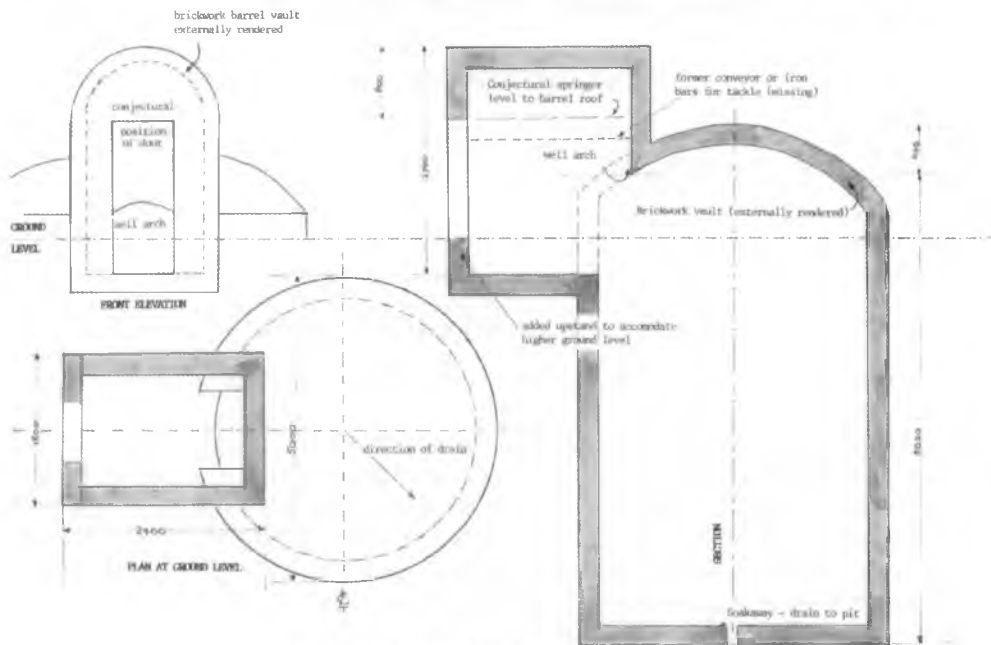 brickwork barrel vault
externally rendered
conjectural
position
of door
well arch
GROUND
LEVEL
FRONT ELEVATION
Conjectural springer
level to barrel roof
well arch
former conveyor or iron
bars for tackle (missing)
Brickwork vault (externally rendered)
added upstand to accomodate
higher ground level
direction of drain
2400
PLAN AT GROUND LEVEL
SECTION
Soakaway - drain to pit